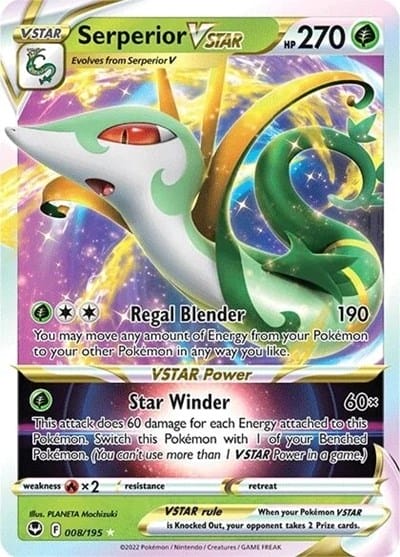 VSTAR Serperior VSTAR HP 270
Evolves from Serperior V
Regal Blender 190
You may move any amount of Energy from your Pokémon
to your other Pokémon in any way you like.
VSTAR Power
Star Winder 60×
This attack does 60 damage for each Energy attached to this
Pokémon. Switch this Pokémon with 1 of your Benched
Pokémon. (You can't use more than 1 VSTAR Power in a game.)
weakness ×2 resistance retreat
Illus. PLANETA Mochizuki
F 008/195
VSTAR rule When your Pokémon VSTAR
is Knocked Out, your opponent takes 2 Prize cards.
©2022 Pokémon / Nintendo / Creatures / GAME FREAK